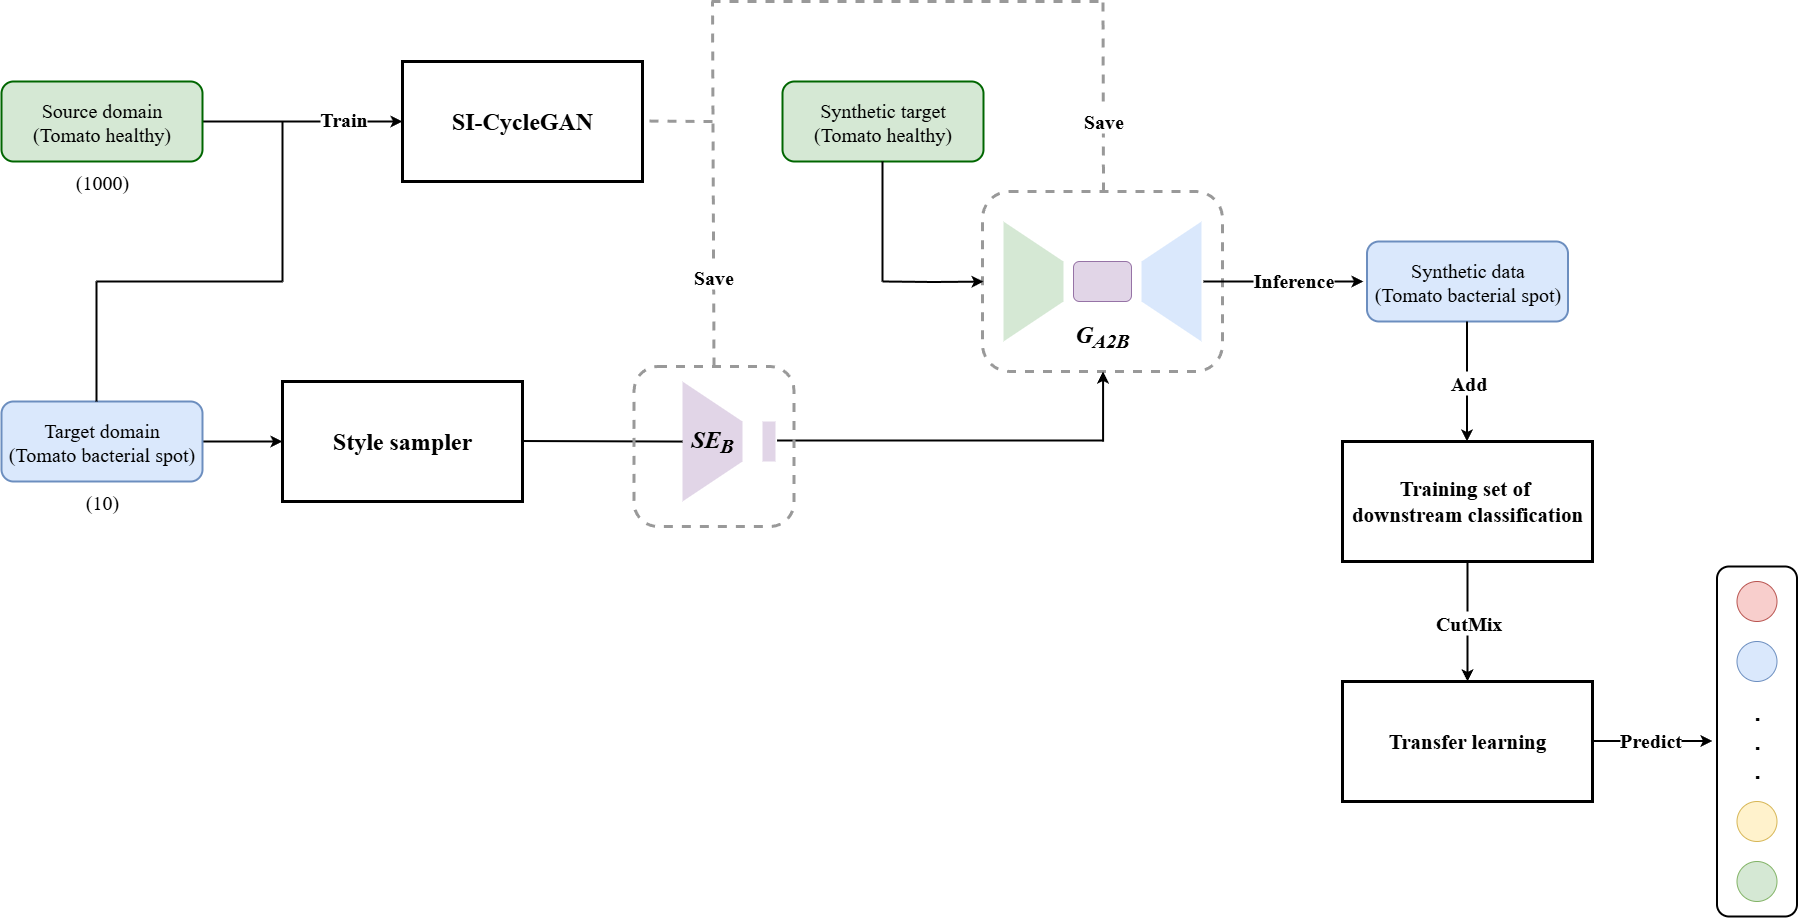 Source domain
(Tomato healthy)
(1000)
Train
SI-CycleGAN
Synthetic target
(Tomato healthy)
Save
Save
G_A2B
Inference
Synthetic data
(Tomato bacterial spot)
Target domain
(Tomato bacterial spot)
(10)
Style sampler
SE_B
Add
Training set of
downstream classification
CutMix
Transfer learning
Predict